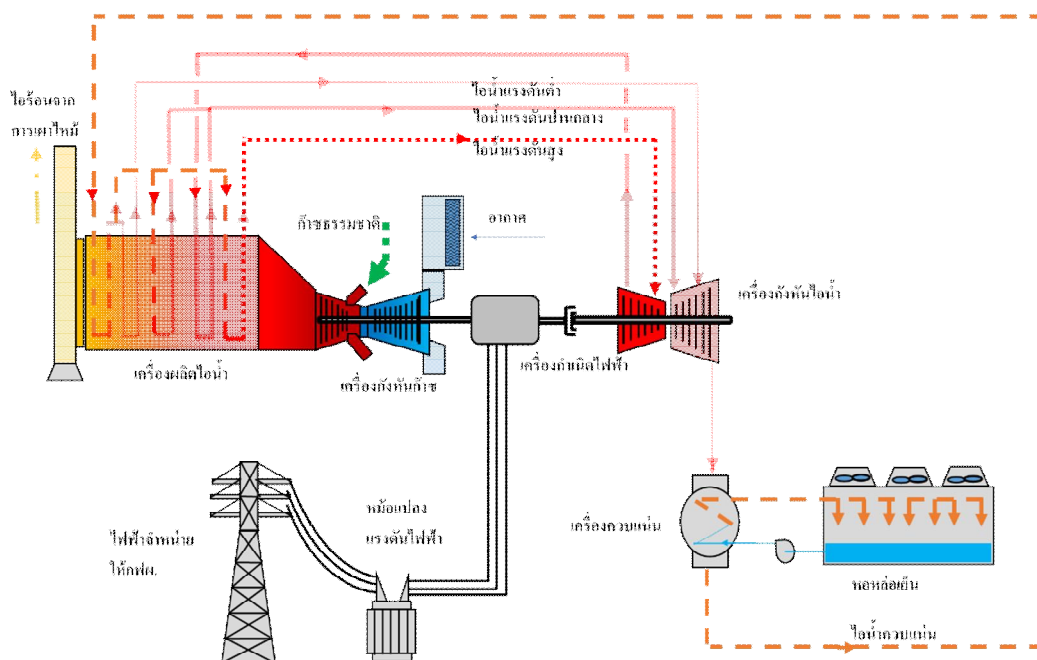 ไอร้อนจาก
การเผาไหม้
ไอน้ำแรงดันต่ำ
ไอน้ำแรงดันปานกลาง
ไอน้ำแรงดันสูง
ก๊าซธรรมชาติ
อากาศ
เครื่องกังหันไอน้ำ
เครื่องผลิตไอน้ำ
เครื่องกังหันก๊าซ
เครื่องกำเนิดไฟฟ้า
หม้อแปลง
แรงดันไฟฟ้า
ไฟฟ้าจำหน่าย
ให้กฟผ.
เครื่องควบแน่น
หอหล่อเย็น
ไอน้ำควบแน่น